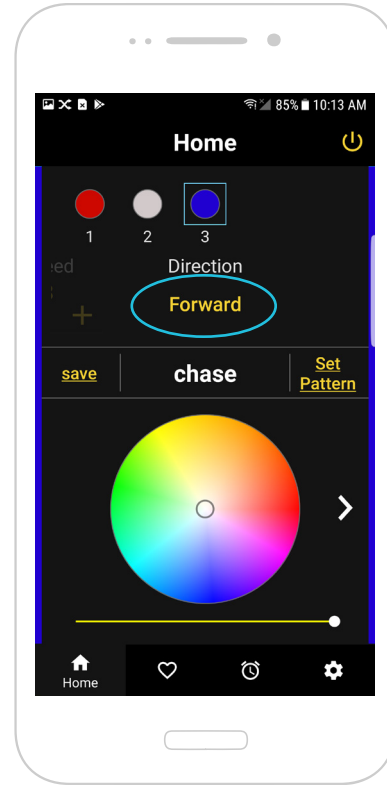 85% 10:13 AM
Home
1 2 3
Direction
Forward
save
chase
Set
Pattern
Home